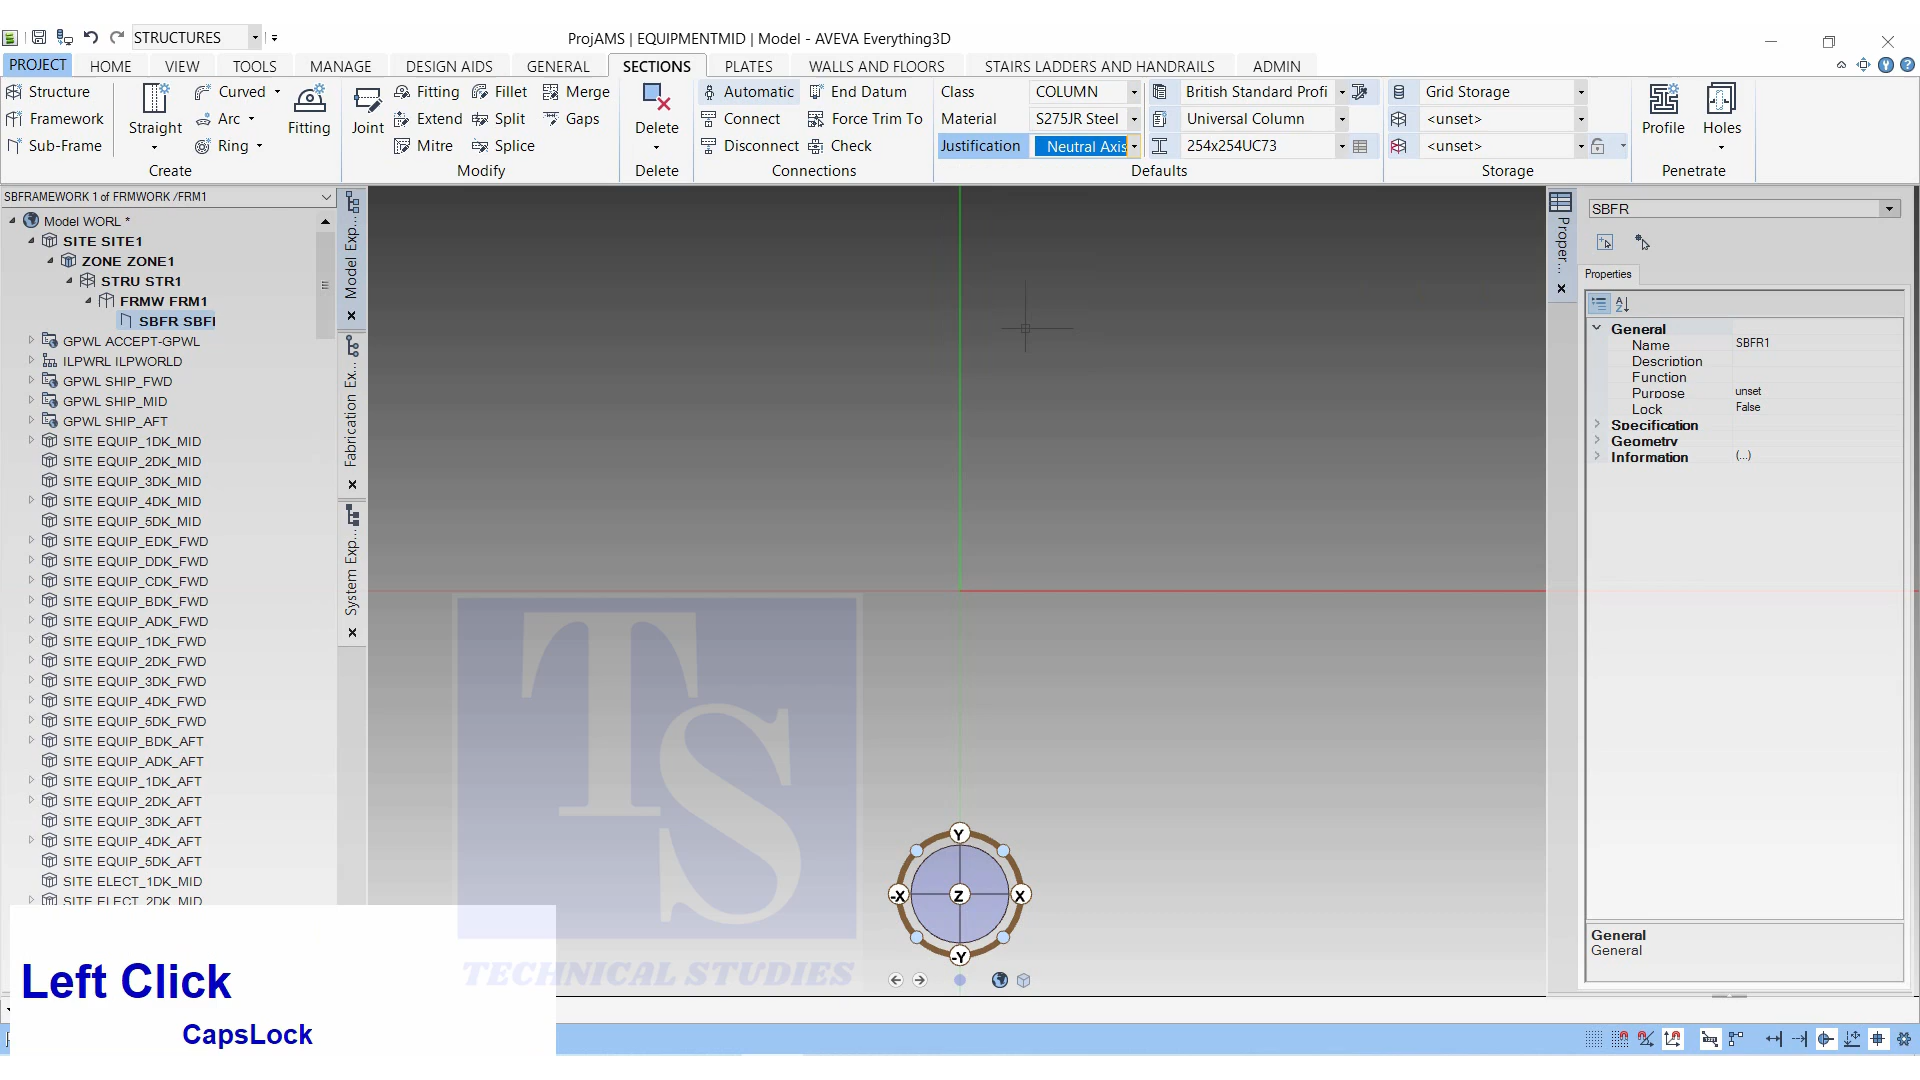 STRUCTURES
ProjAMS | EQUIPMENTMID | Model - AVEVA Everything3D
PROJECT HOME VIEW TOOLS MANAGE DESIGN AIDS GENERAL SECTIONS PLATES WALLS AND FLOORS STAIRS LADDERS AND HANDRAILS ADMIN
Structure Curved Fitting Fillet Merge Automatic End Datum Class COLUMN British Standard Profi Grid Storage
Framework Straight Arc Fitting Joint Extend Split Gaps Delete Connect Force Trim To Material S275JR Steel Universal Column <unset> Profile Holes
Sub-Frame Ring Mitre Splice Disconnect Check Justification Neutral Axis 254x254UC73 <unset>
Create Modify Delete Connections Defaults Storage Penetrate
SBFRAMEWORK 1 of FRMWORK /FRM1
Model WORL *
SITE SITE1
ZONE ZONE1
STRU STR1
FRMW FRM1
SBFR SBFI
GPWL ACCEPT-GPWL
ILPWRL ILPWORLD
GPWL SHIP_FWD
GPWL SHIP_MID
GPWL SHIP_AFT
SITE EQUIP_1DK_MID
SITE EQUIP_2DK_MID
SITE EQUIP_3DK_MID
SITE EQUIP_4DK_MID
SITE EQUIP_5DK_MID
SITE EQUIP_EDK_FWD
SITE EQUIP_DDK_FWD
SITE EQUIP_CDK_FWD
SITE EQUIP_BDK_FWD
SITE EQUIP_ADK_FWD
SITE EQUIP_1DK_FWD
SITE EQUIP_2DK_FWD
SITE EQUIP_3DK_FWD
SITE EQUIP_4DK_FWD
SITE EQUIP_5DK_FWD
SITE EQUIP_BDK_AFT
SITE EQUIP_ADK_AFT
SITE EQUIP_1DK_AFT
SITE EQUIP_2DK_AFT
SITE EQUIP_3DK_AFT
SITE EQUIP_4DK_AFT
SITE EQUIP_5DK_AFT
SITE ELECT_1DK_MID
SITE ELECT_2DK_MID
Model Exp...
Fabrication Ex...
System Exp...
TS
TECHNICAL STUDIES
Y
-X Z X
-Y
Left Click
CapsLock
Proper...
SBFR
Properties
General
Name SBFR1
Description
Function
Purpose unset
Lock False
Specification
Geometry
Information (...)
General
General